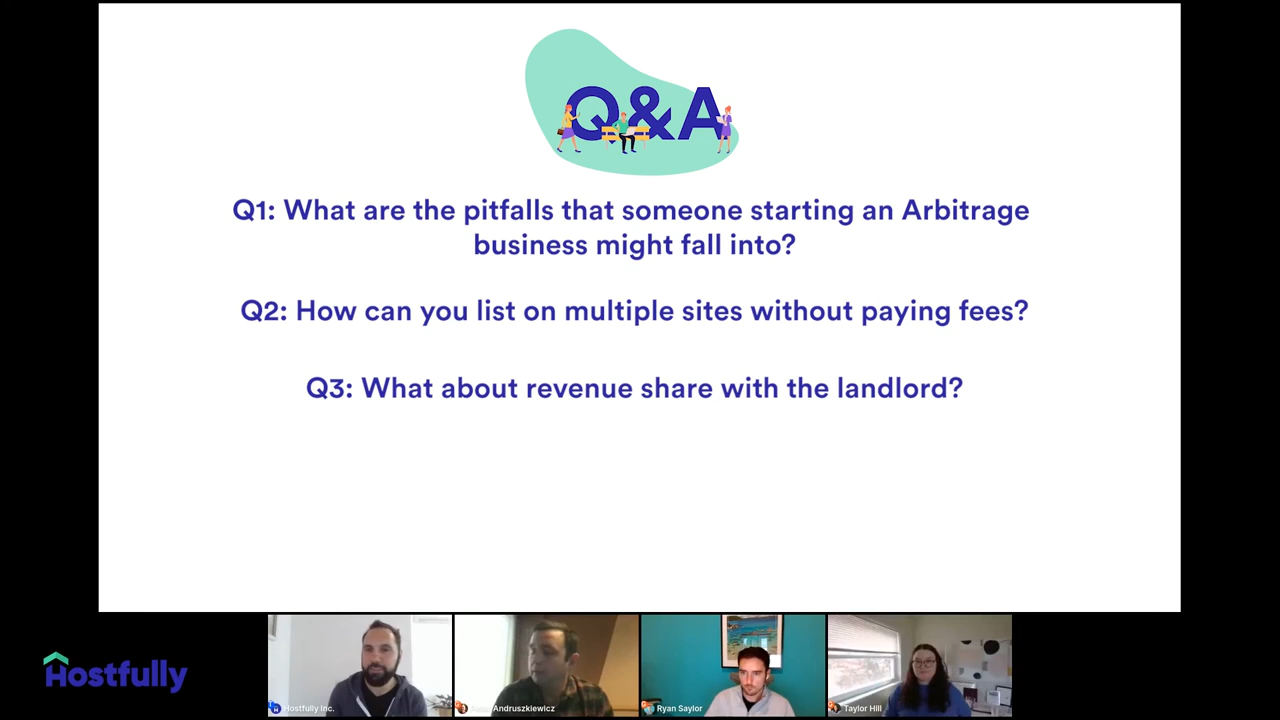 Q&A
Q1: What are the pitfalls that someone starting an Arbitrage
business might fall into?
Q2: How can you list on multiple sites without paying fees?
Q3: What about revenue share with the landlord?
Hostfully
Hostfully Inc.
Andruszkiewicz
Ryan Saylor
Taylor Hill